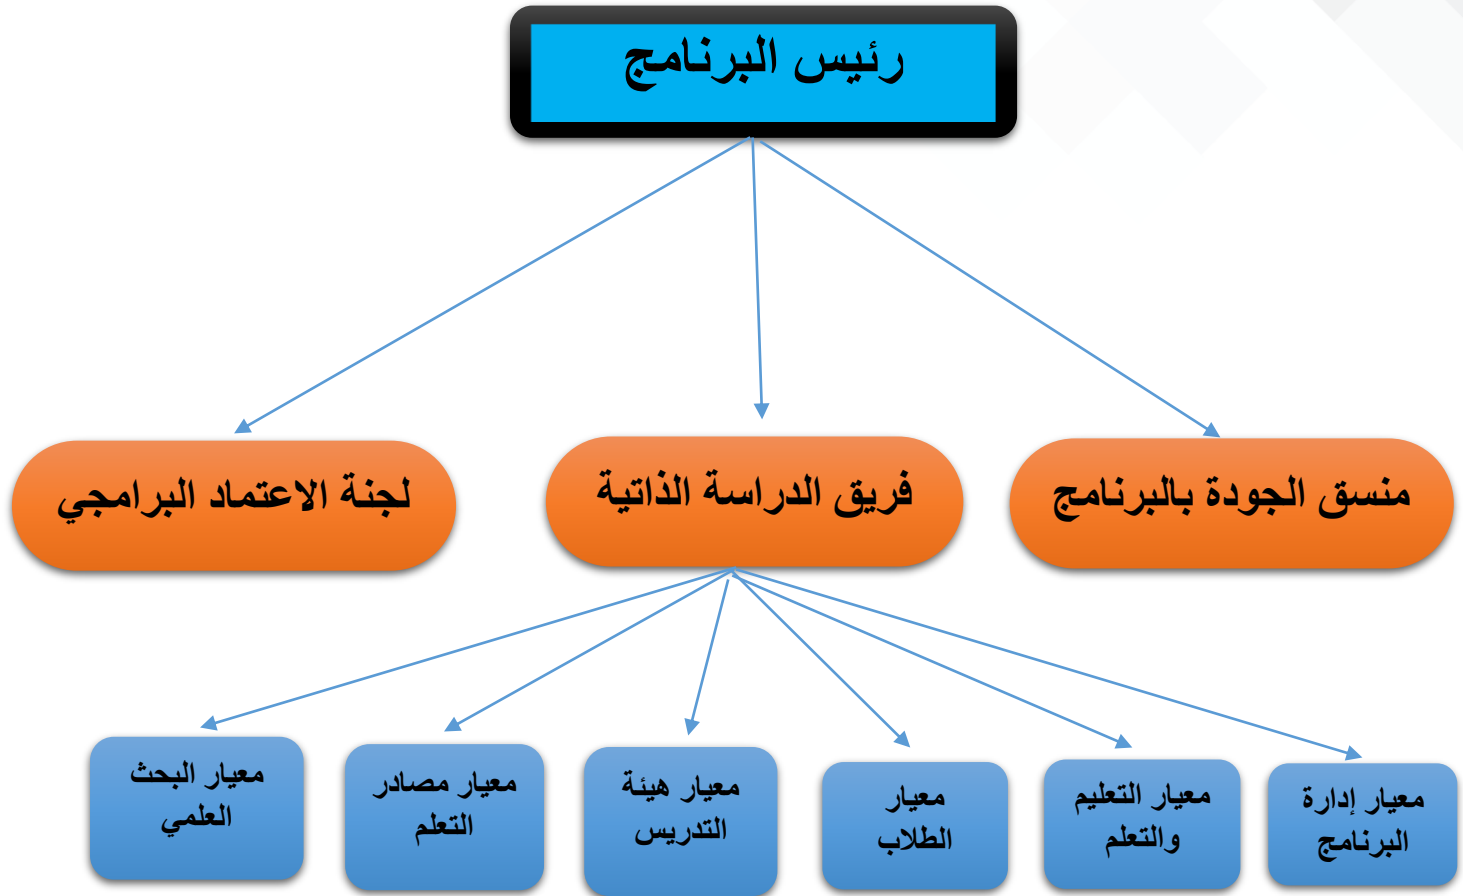 رئيس البرنامج
منسق الجودة بالبرنامج
فريق الدراسة الذاتية
لجنة الاعتماد البرامجي
معيار إدارة
البرنامج
معيار التعليم
والتعلم
معيار
الطلاب
معيار هيئة
التدريس
معيار مصادر
التعلم
معيار البحث
العلمي